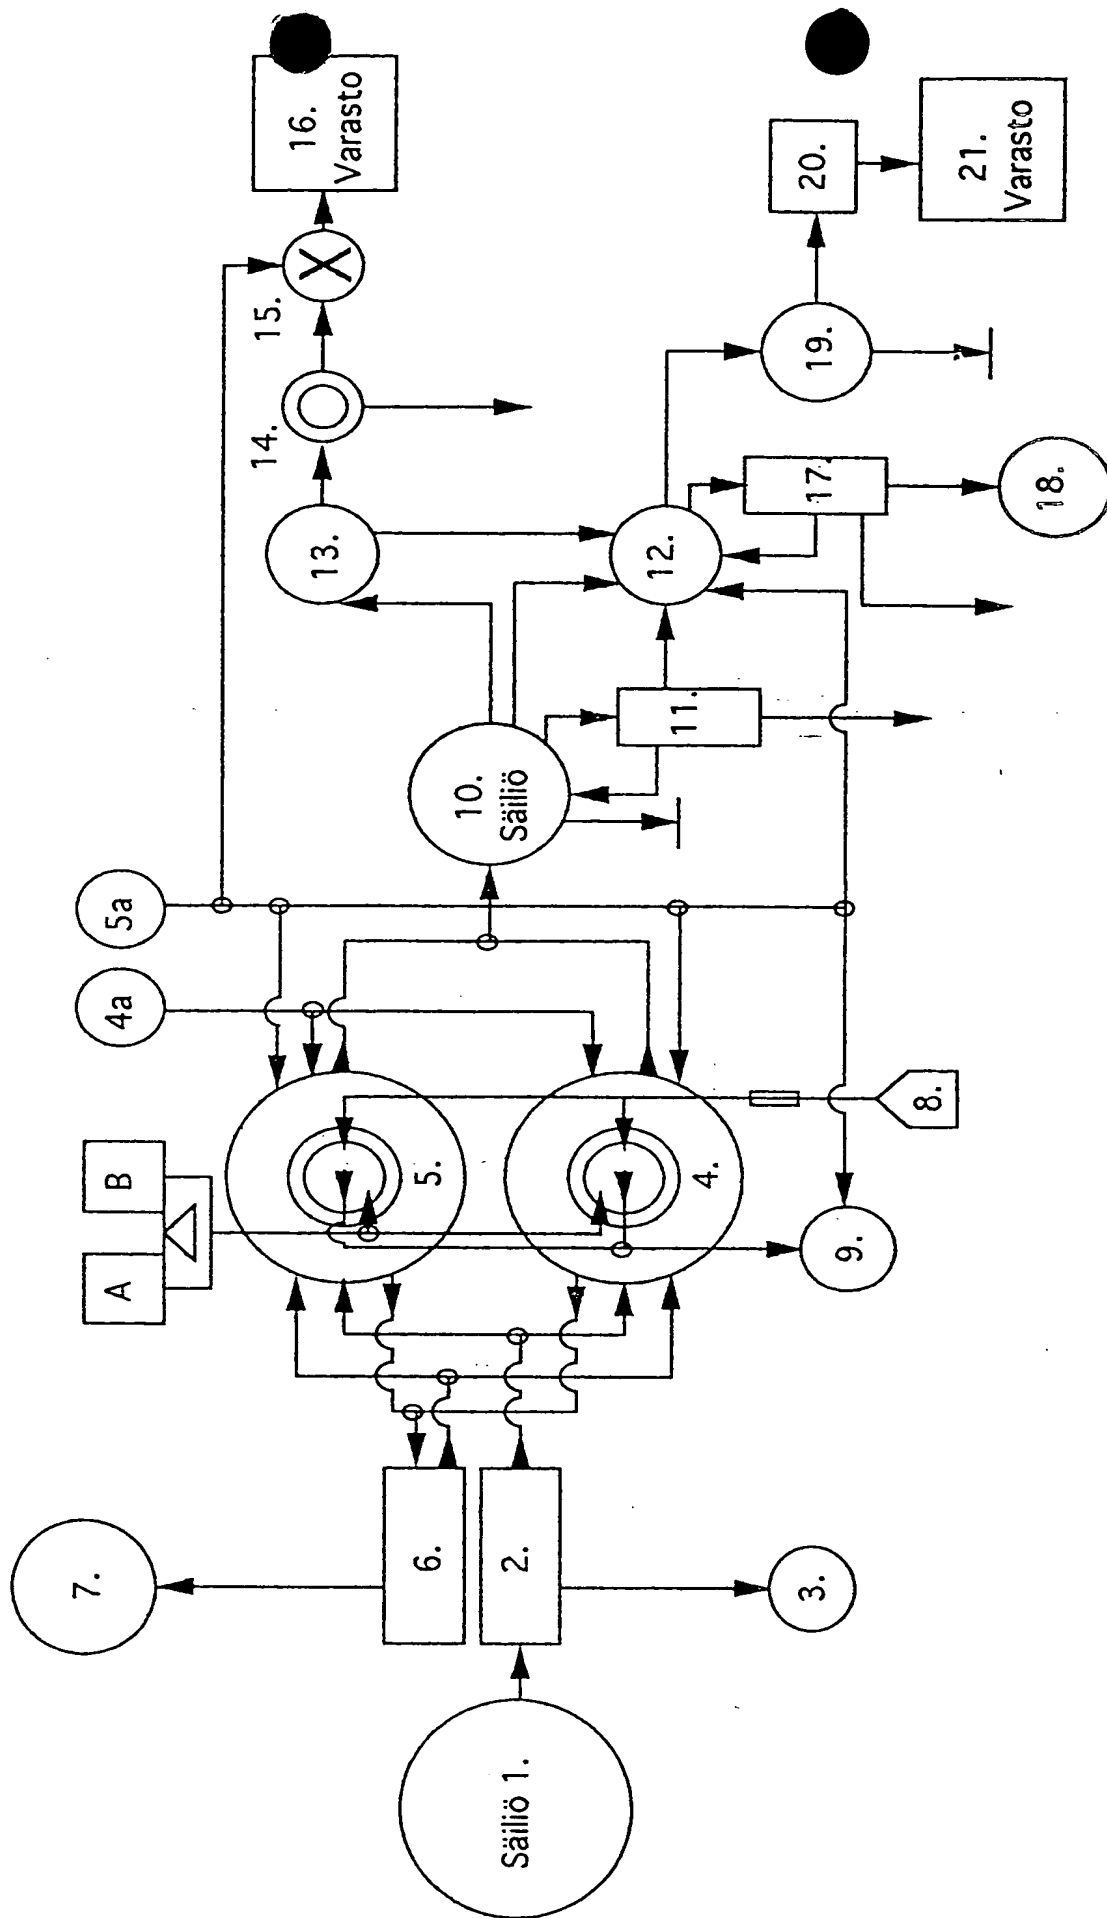 Säiliö 1.
2.
3.
6.
7.
A
B
5.
4.
8.
9.
4a
5a
10.
Säiliö
11.
12.
13.
14.
15.
16.
Varasto
17.
18.
19.
20.
21.
Varasto